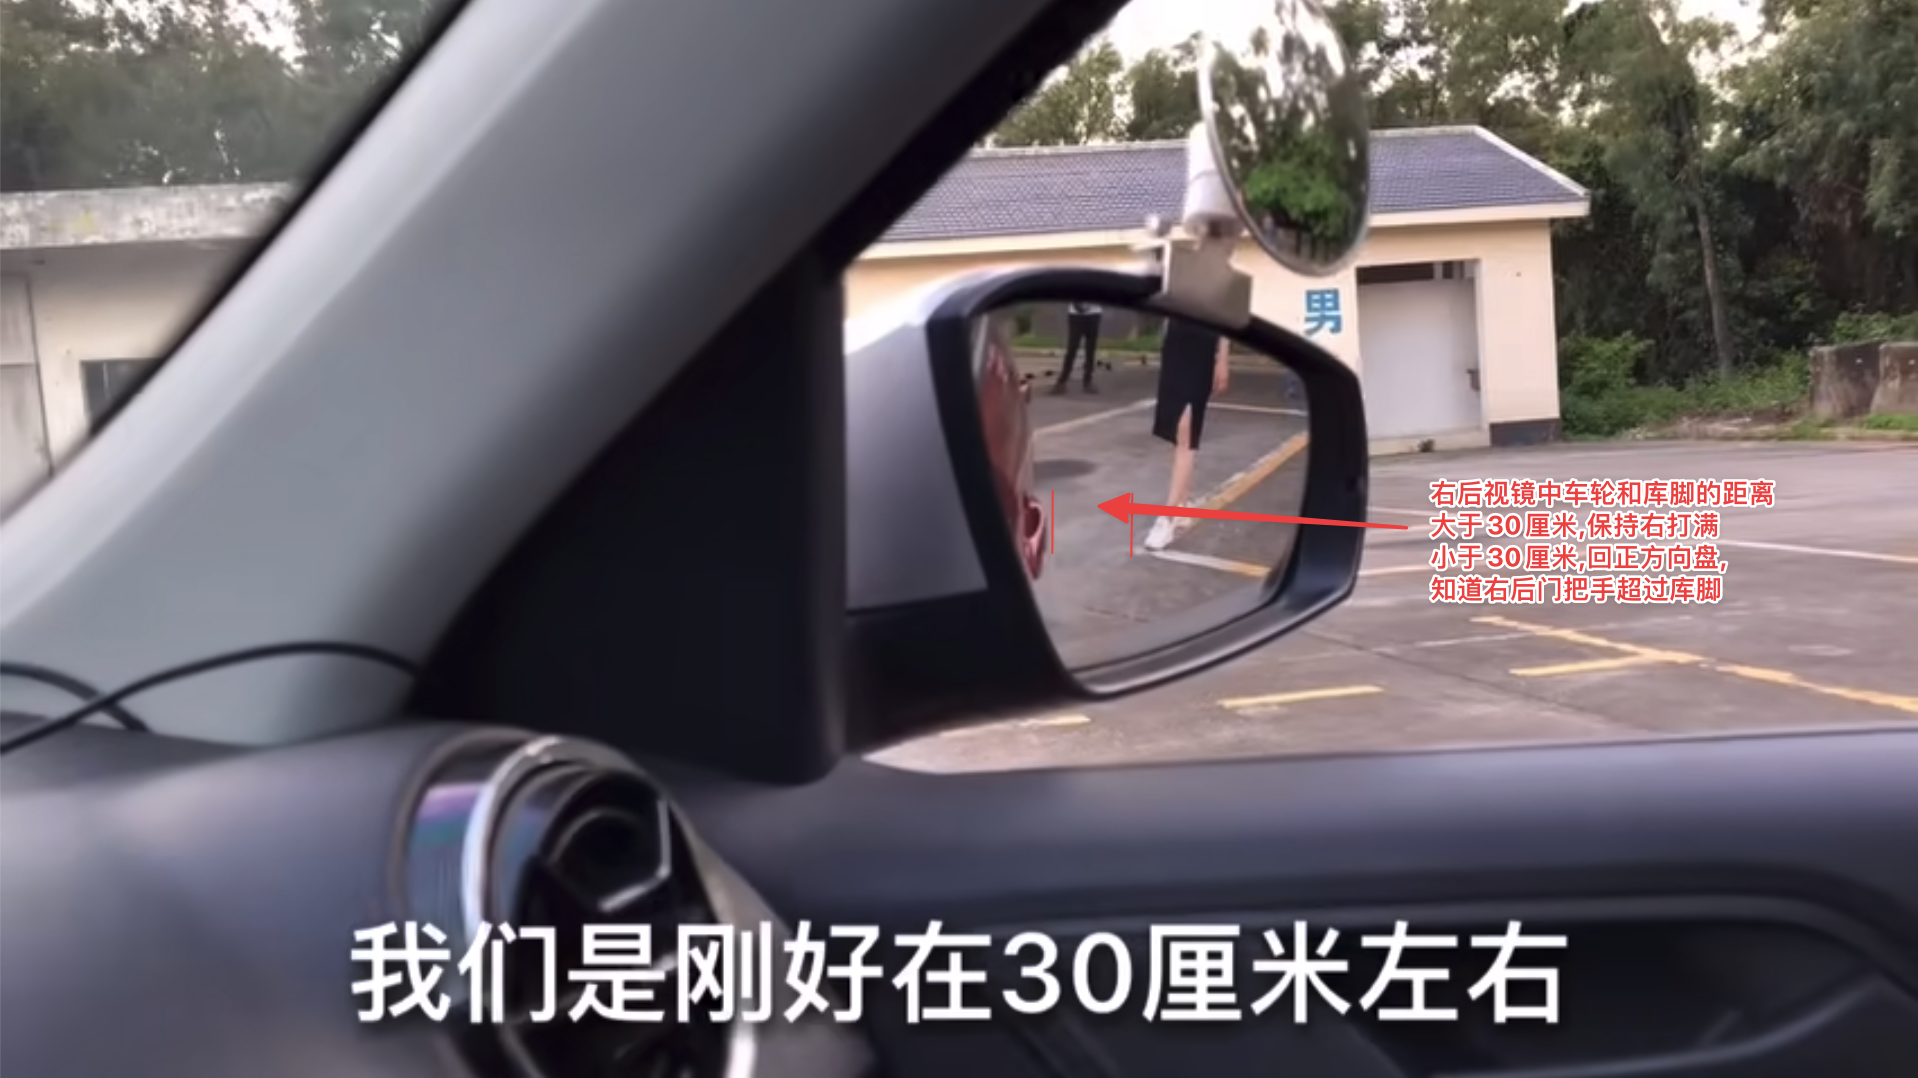 男
右后视镜中车轮和库脚的距离
大于30厘米,保持右打满
小于30厘米,回正方向盘,
知道右后门把手超过库脚
我们是刚好在30厘米左右